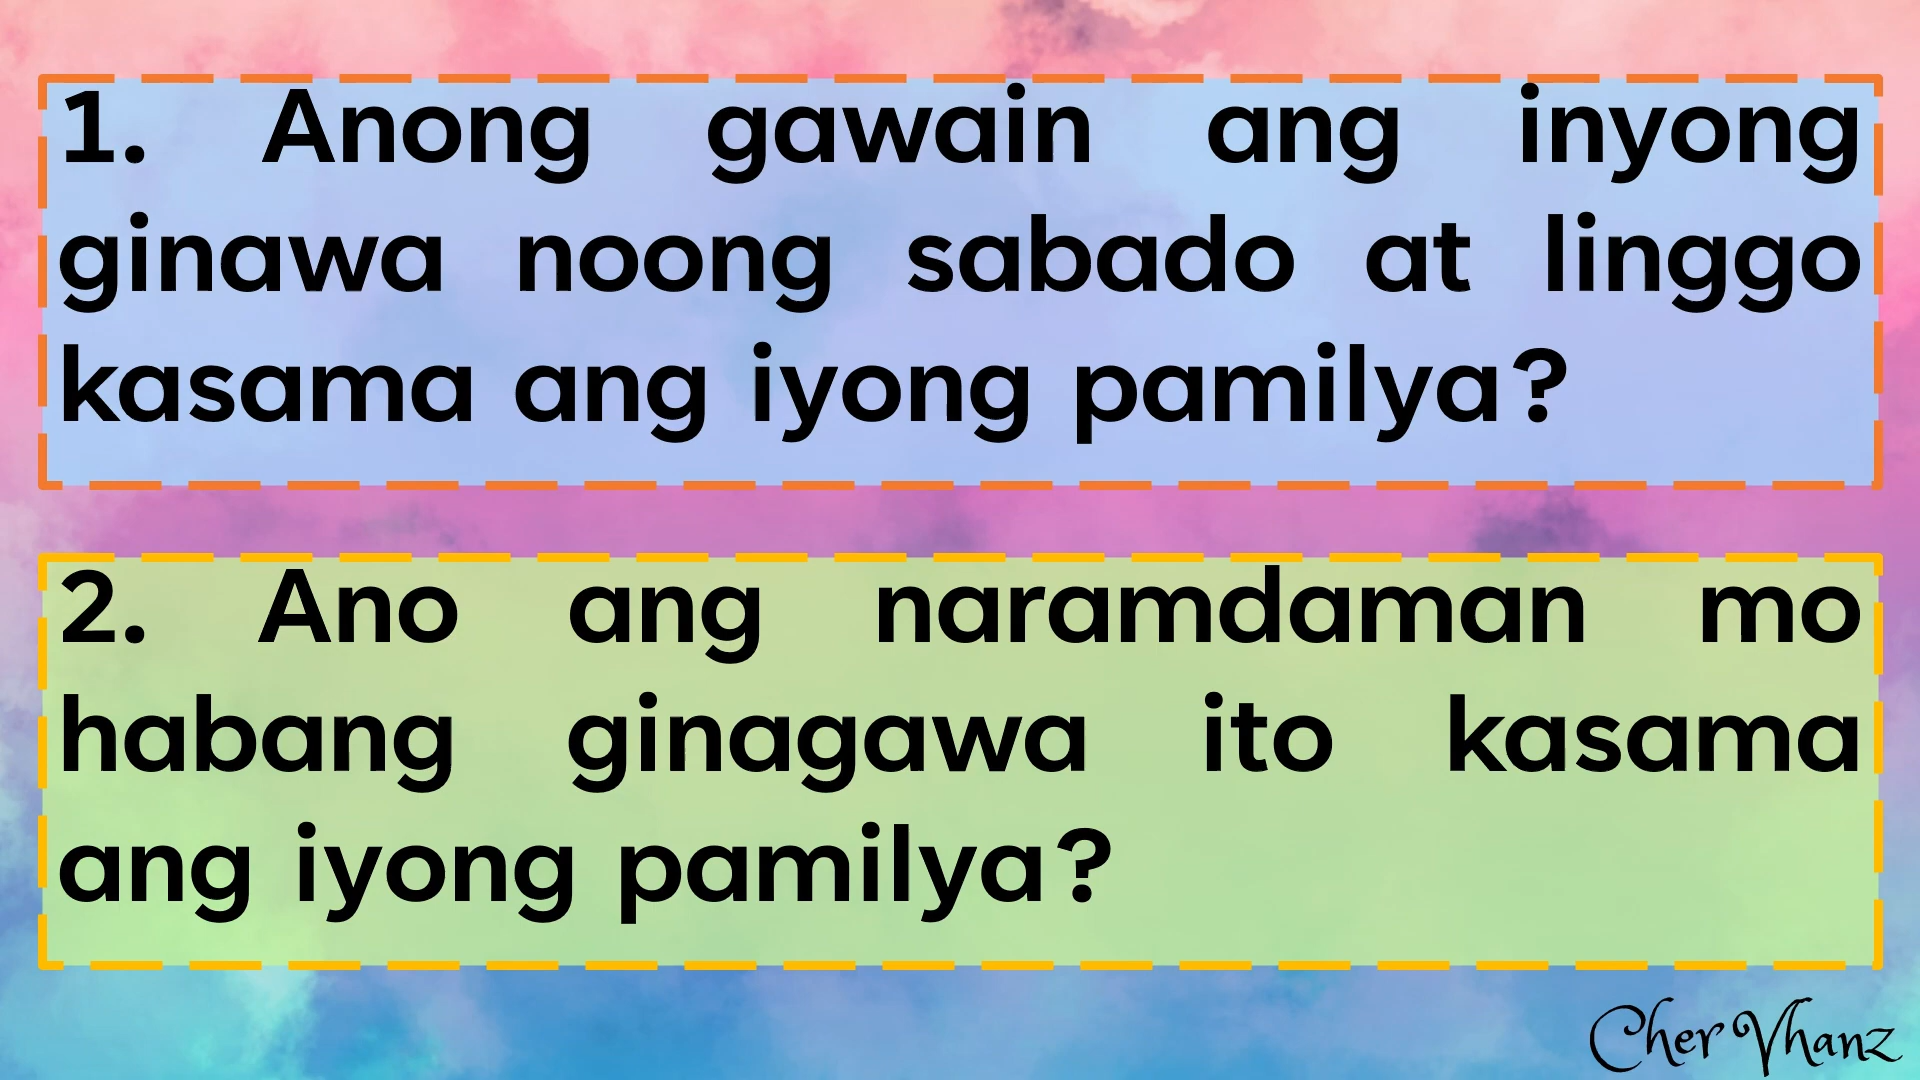 1. Anong gawain ang inyong
ginawa noong sabado at linggo
kasama ang iyong pamilya?
2. Ano ang naramdaman mo
habang ginagawa ito kasama
ang iyong pamilya?
Cher Vhanz